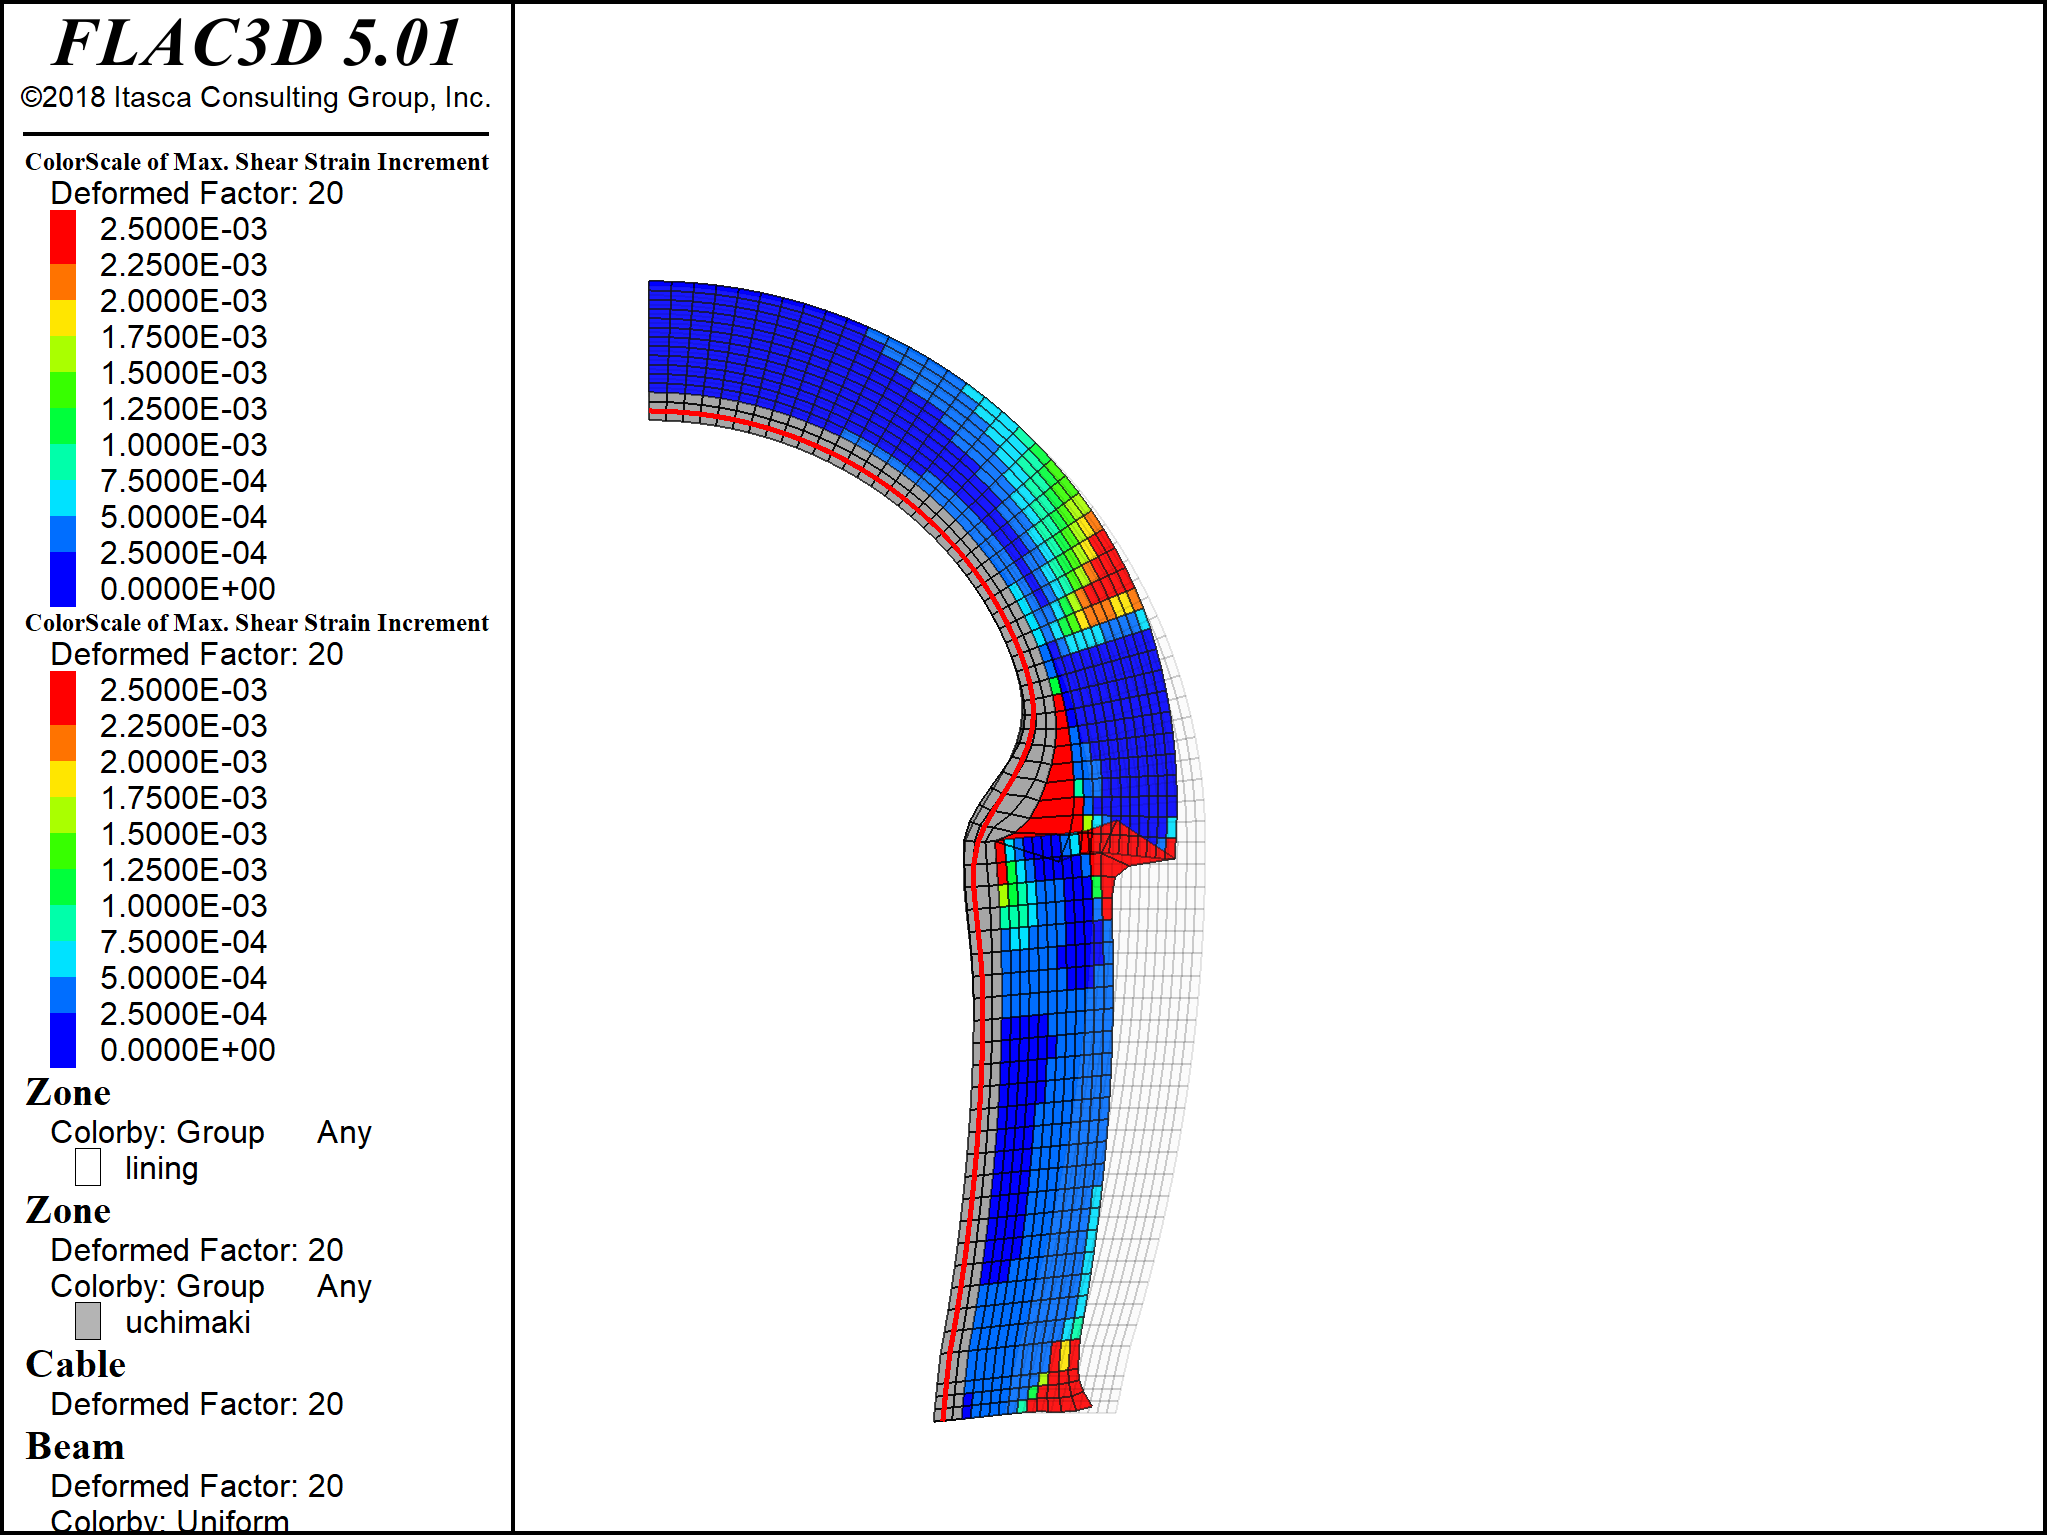 FLAC3D 5.01
©2018 Itasca Consulting Group, Inc.
ColorScale of Max. Shear Strain Increment
Deformed Factor: 20
2.5000E-03
2.2500E-03
2.0000E-03
1.7500E-03
1.5000E-03
1.2500E-03
1.0000E-03
7.5000E-04
5.0000E-04
2.5000E-04
0.0000E+00
ColorScale of Max. Shear Strain Increment
Deformed Factor: 20
2.5000E-03
2.2500E-03
2.0000E-03
1.7500E-03
1.5000E-03
1.2500E-03
1.0000E-03
7.5000E-04
5.0000E-04
2.5000E-04
0.0000E+00
Zone
Colorby: Group Any
lining
Zone
Deformed Factor: 20
Colorby: Group Any
uchimaki
Cable
Deformed Factor: 20
Beam
Deformed Factor: 20
Colorby: Uniform